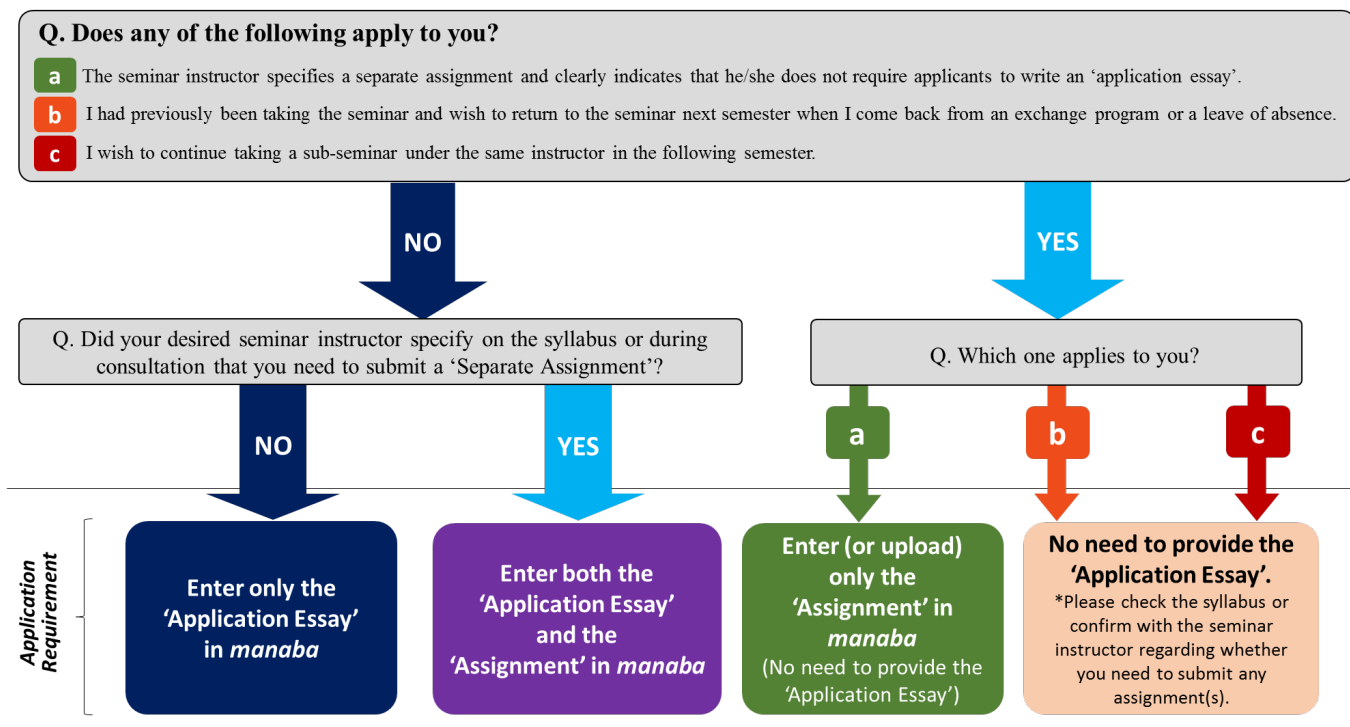 Q. Does any of the following apply to you?
a The seminar instructor specifies a separate assignment and clearly indicates that he/she does not require applicants to write an ‘application essay’.
b I had previously been taking the seminar and wish to return to the seminar next semester when I come back from an exchange program or a leave of absence.
c I wish to continue taking a sub-seminar under the same instructor in the following semester.
NO
YES
Q. Did your desired seminar instructor specify on the syllabus or during
consultation that you need to submit a ‘Separate Assignment’?
Q. Which one applies to you?
NO
YES
a
b
c
Application
Requirement
Enter only the
‘Application Essay’
in manaba
Enter both the
‘Application Essay’
and the
‘Assignment’ in manaba
Enter (or upload)
only the
‘Assignment’ in
manaba
(No need to provide the
‘Application Essay’)
No need to provide the
‘Application Essay’.
*Please check the syllabus or
confirm with the seminar
instructor regarding whether
you need to submit any
assignment(s).